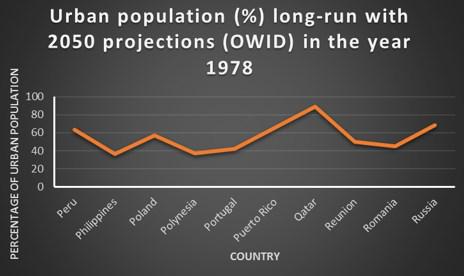 Urban population (%) long-run with
2050 projections (OWID) in the year
1978
PERCENTAGE OF URBAN POPULATION
100
80
60
40
20
0
Peru
Philippines
Poland
Polynesia
Portugal
Puerto Rico
Qatar
Reunion
Romania
Russia
COUNTRY